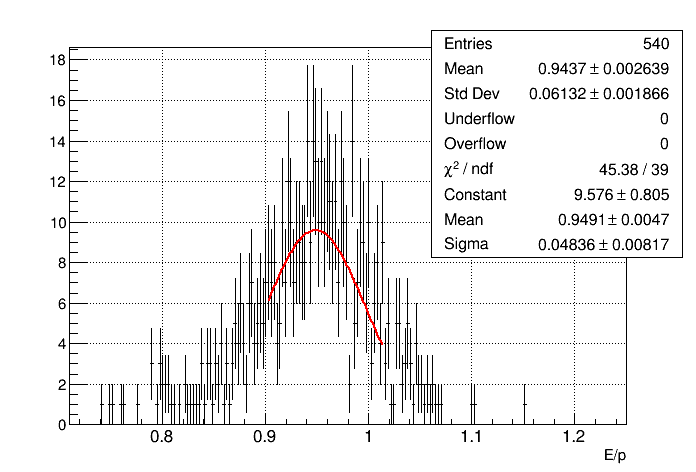 Entries 540
Mean 0.9437 ± 0.002639
Std Dev 0.06132 ± 0.001866
Underflow 0
Overflow 0
χ² / ndf 45.38 / 39
Constant 9.576 ± 0.805
Mean 0.9491 ± 0.0047
Sigma 0.04836 ± 0.00817
18
16
14
12
10
8
6
4
2
0
0.8 0.9 1 1.1 1.2
E/p